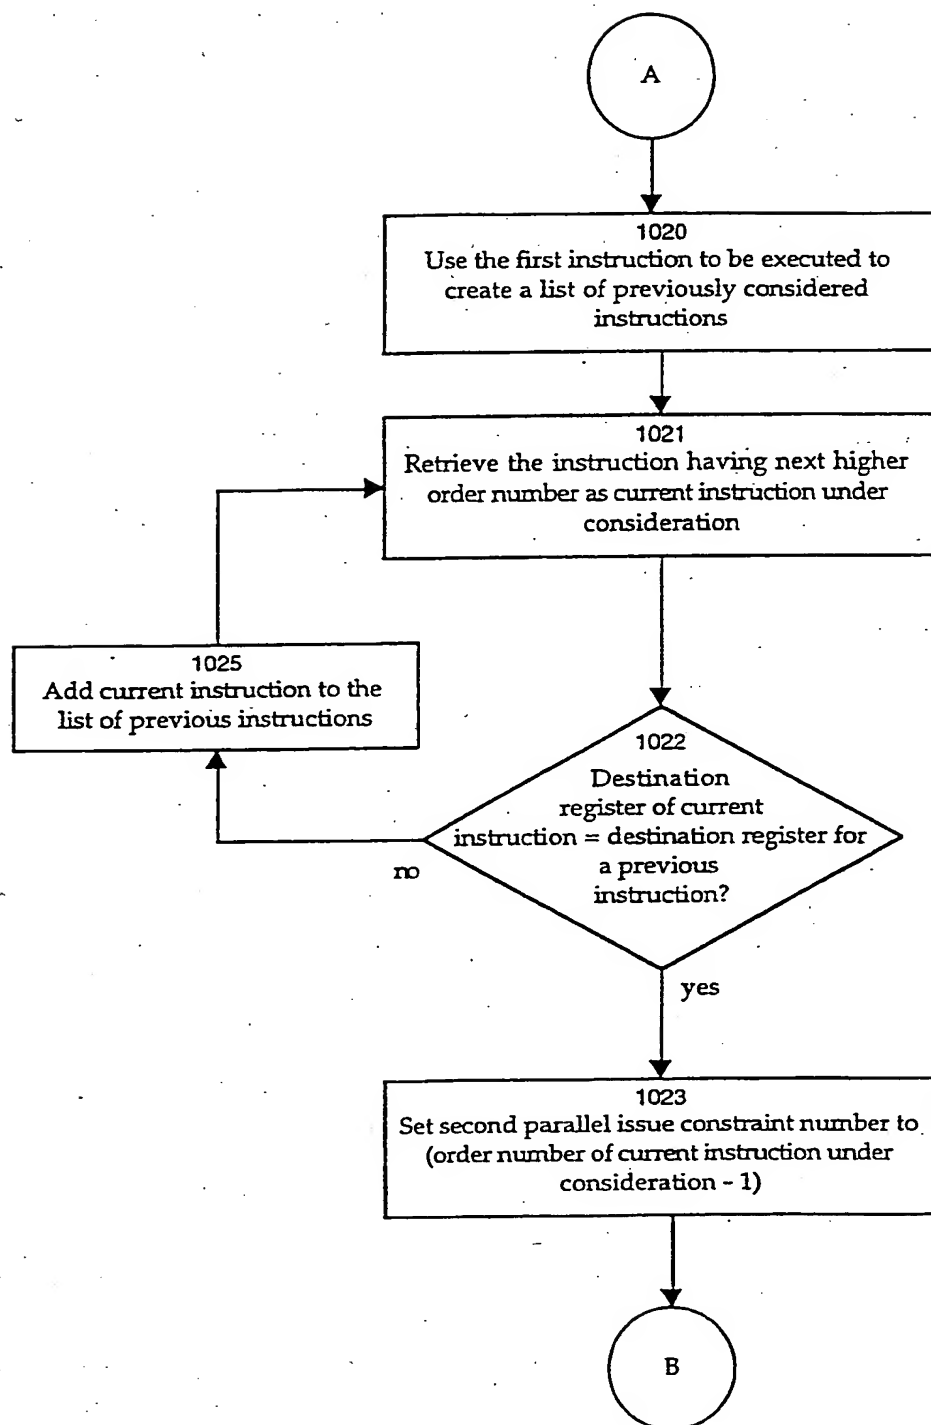 A
1020
Use the first instruction to be executed to
create a list of previously considered
instructions
1021
Retrieve the instruction having next higher
order number as current instruction under
consideration
1025
Add current instruction to the
list of previous instructions
1022
Destination
register of current
instruction = destination register for
a previous
instruction?
no
yes
1023
Set second parallel issue constraint number to
(order number of current instruction under
consideration - 1)
B